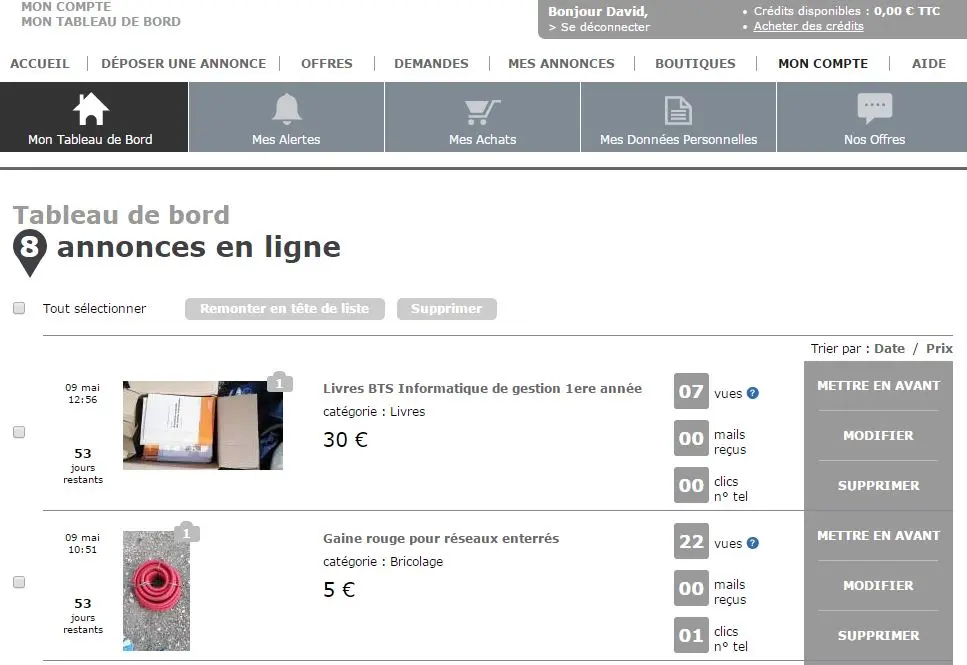 MON COMPTE
MON TABLEAU DE BORD
Bonjour David,
> Se déconnecter
• Crédits disponibles : 0,00 € TTC
• Acheter des crédits
ACCUEIL
DÉPOSER UNE ANNONCE
OFFRES
DEMANDES
MES ANNONCES
BOUTIQUES
MON COMPTE
AIDE
Mon Tableau de Bord
Mes Alertes
Mes Achats
Mes Données Personnelles
Nos Offres
Tableau de bord
8 annonces en ligne
Tout sélectionner
Remonter en tête de liste
Supprimer
Trier par : Date / Prix
09 mai
12:56
53
jours
restants
1
Livres BTS Informatique de gestion 1ere année
catégorie : Livres
30 €
07 vues ?
00 mails
reçus
00 clics
n° tel
METTRE EN AVANT
MODIFIER
SUPPRIMER
09 mai
10:51
53
jours
restants
1
Gaine rouge pour réseaux enterrés
catégorie : Bricolage
5 €
22 vues ?
00 mails
reçus
01 clics
n° tel
METTRE EN AVANT
MODIFIER
SUPPRIMER